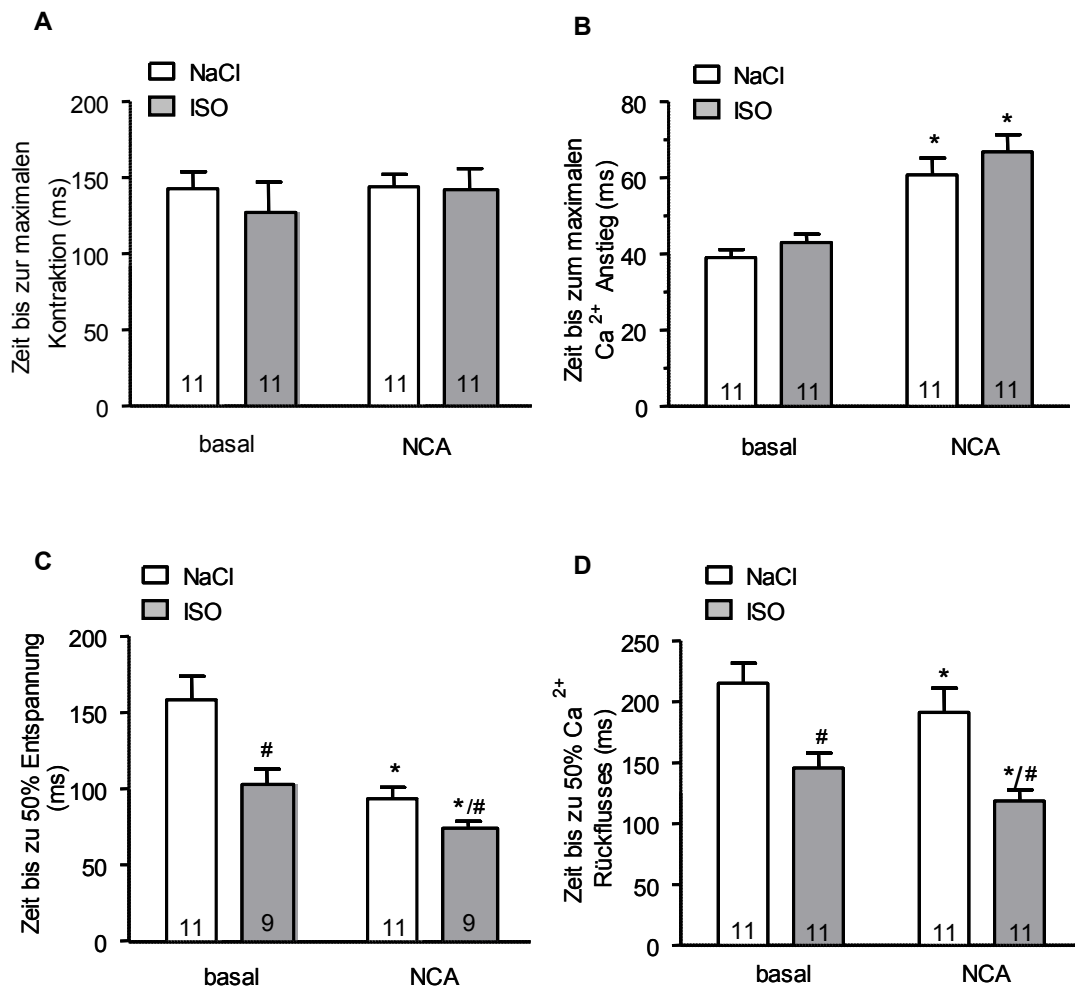 A
NaCl
ISO
Zeit bis zur maximalen
Kontraktion (ms)
200
150
100
50
0
11
11
11
11
basal
NCA
B
NaCl
ISO
Zeit bis zum maximalen
Ca 2+ Anstieg (ms)
80
60
40
20
0
*
*
11
11
11
11
basal
NCA
C
NaCl
ISO
Zeit bis zu 50% Entspannung
(ms)
200
150
100
50
0
#
*
*/#
11
9
11
9
basal
NCA
D
NaCl
ISO
Zeit bis zu 50% Ca 2+
Rückflusses (ms)
250
200
150
100
50
0
#
*
*/#
11
11
11
11
basal
NCA